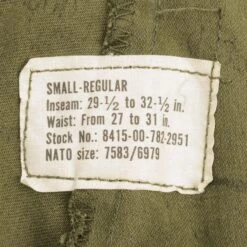 SMALL-REGULAR
Inseam: 29-½ to 32-½ in.
Waist: From 27 to 31 in.
Stock No.: 8415-00-782-2951
NATO size: 7583/6979